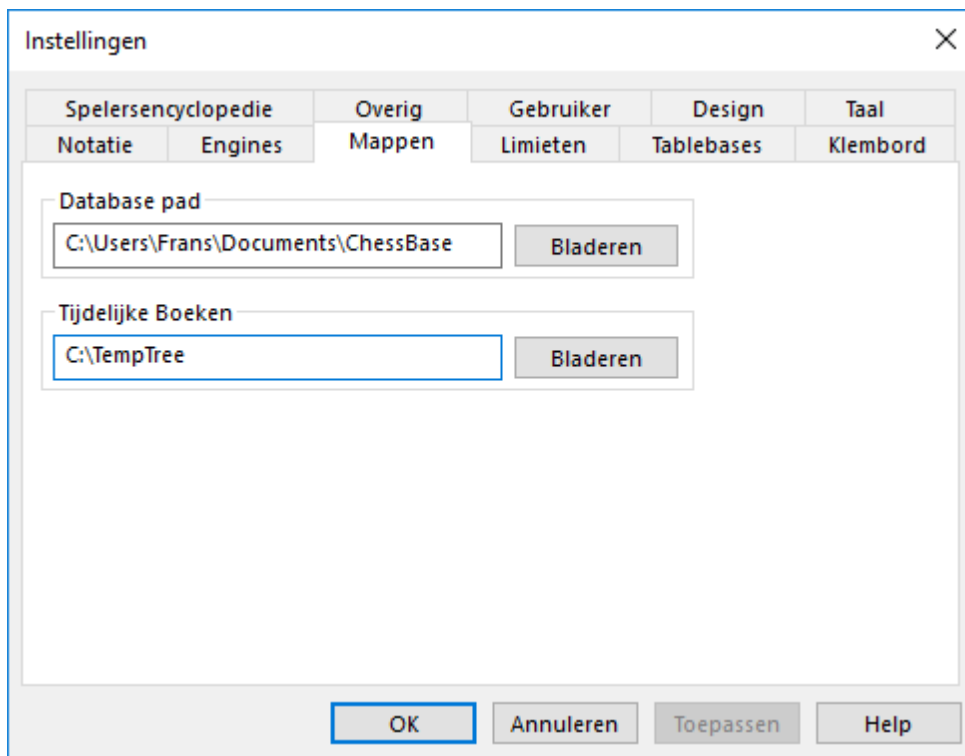 Instellingen
Spelersencyclopedie Overig Gebruiker Design Taal
Notatie Engines Mappen Limieten Tablebases Klembord
Database pad
C:\Users\Frans\Documents\ChessBase Bladeren
Tijdelijke Boeken
C:\TempTree Bladeren
OK Annuleren Toepassen Help